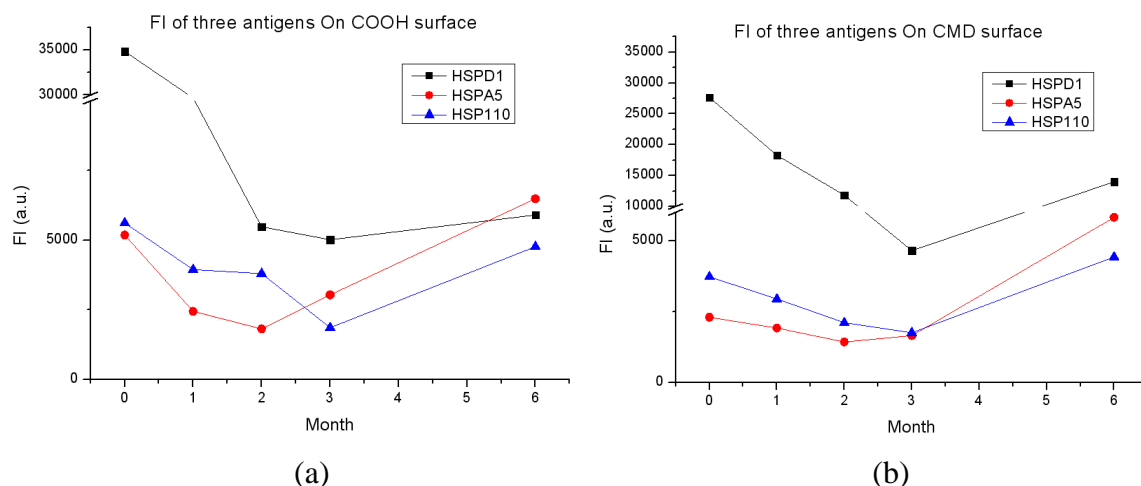 FI of three antigens On COOH surface
35000
30000
5000
0
FI (a.u.)
HSPD1
HSPA5
HSP110
0 1 2 3 4 5 6
Month
(a)
FI of three antigens On CMD surface
35000
30000
25000
20000
15000
10000
5000
0
FI (a.u.)
HSPD1
HSPA5
HSP110
0 1 2 3 4 5 6
Month
(b)